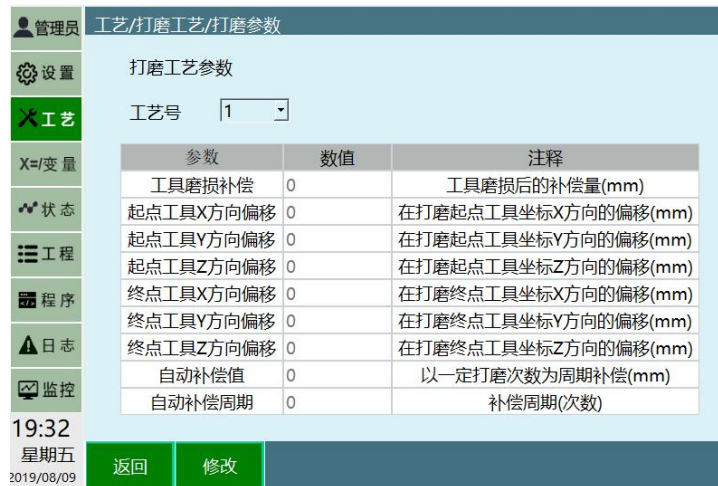 管理员
工艺/打磨工艺/打磨参数
设置
工艺
X=/变量
状态
工程
程序
日志
监控
19:32
星期五
2019/08/09
打磨工艺参数
工艺号 1
参数 数值 注释
工具磨损补偿 0 工具磨损后的补偿量(mm)
起点工具X方向偏移 0 在打磨起点工具坐标X方向的偏移(mm)
起点工具Y方向偏移 0 在打磨起点工具坐标Y方向的偏移(mm)
起点工具Z方向偏移 0 在打磨起点工具坐标Z方向的偏移(mm)
终点工具X方向偏移 0 在打磨终点工具坐标X方向的偏移(mm)
终点工具Y方向偏移 0 在打磨终点工具坐标Y方向的偏移(mm)
终点工具Z方向偏移 0 在打磨终点工具坐标Z方向的偏移(mm)
自动补偿值 0 以一定打磨次数为周期补偿(mm)
自动补偿周期 0 补偿周期(次数)
返回 修改